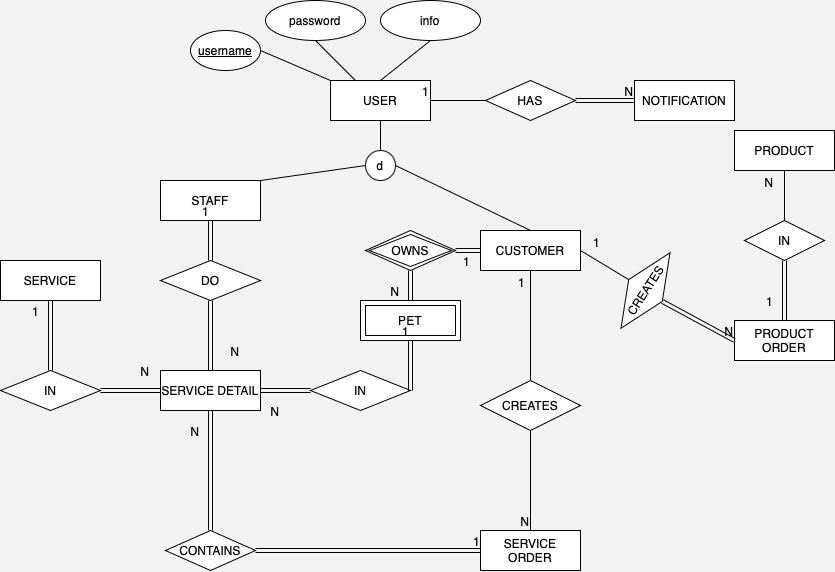 password
info
username
USER
1
HAS
N
NOTIFICATION
PRODUCT
N
d
STAFF
1
OWNS
1
CUSTOMER
1
IN
SERVICE
1
DO
N
1
CREATES
1
N
PET
1
PRODUCT
ORDER
N
N
IN
SERVICE DETAIL
N
IN
N
CREATES
N
1
SERVICE
ORDER
CONTAINS